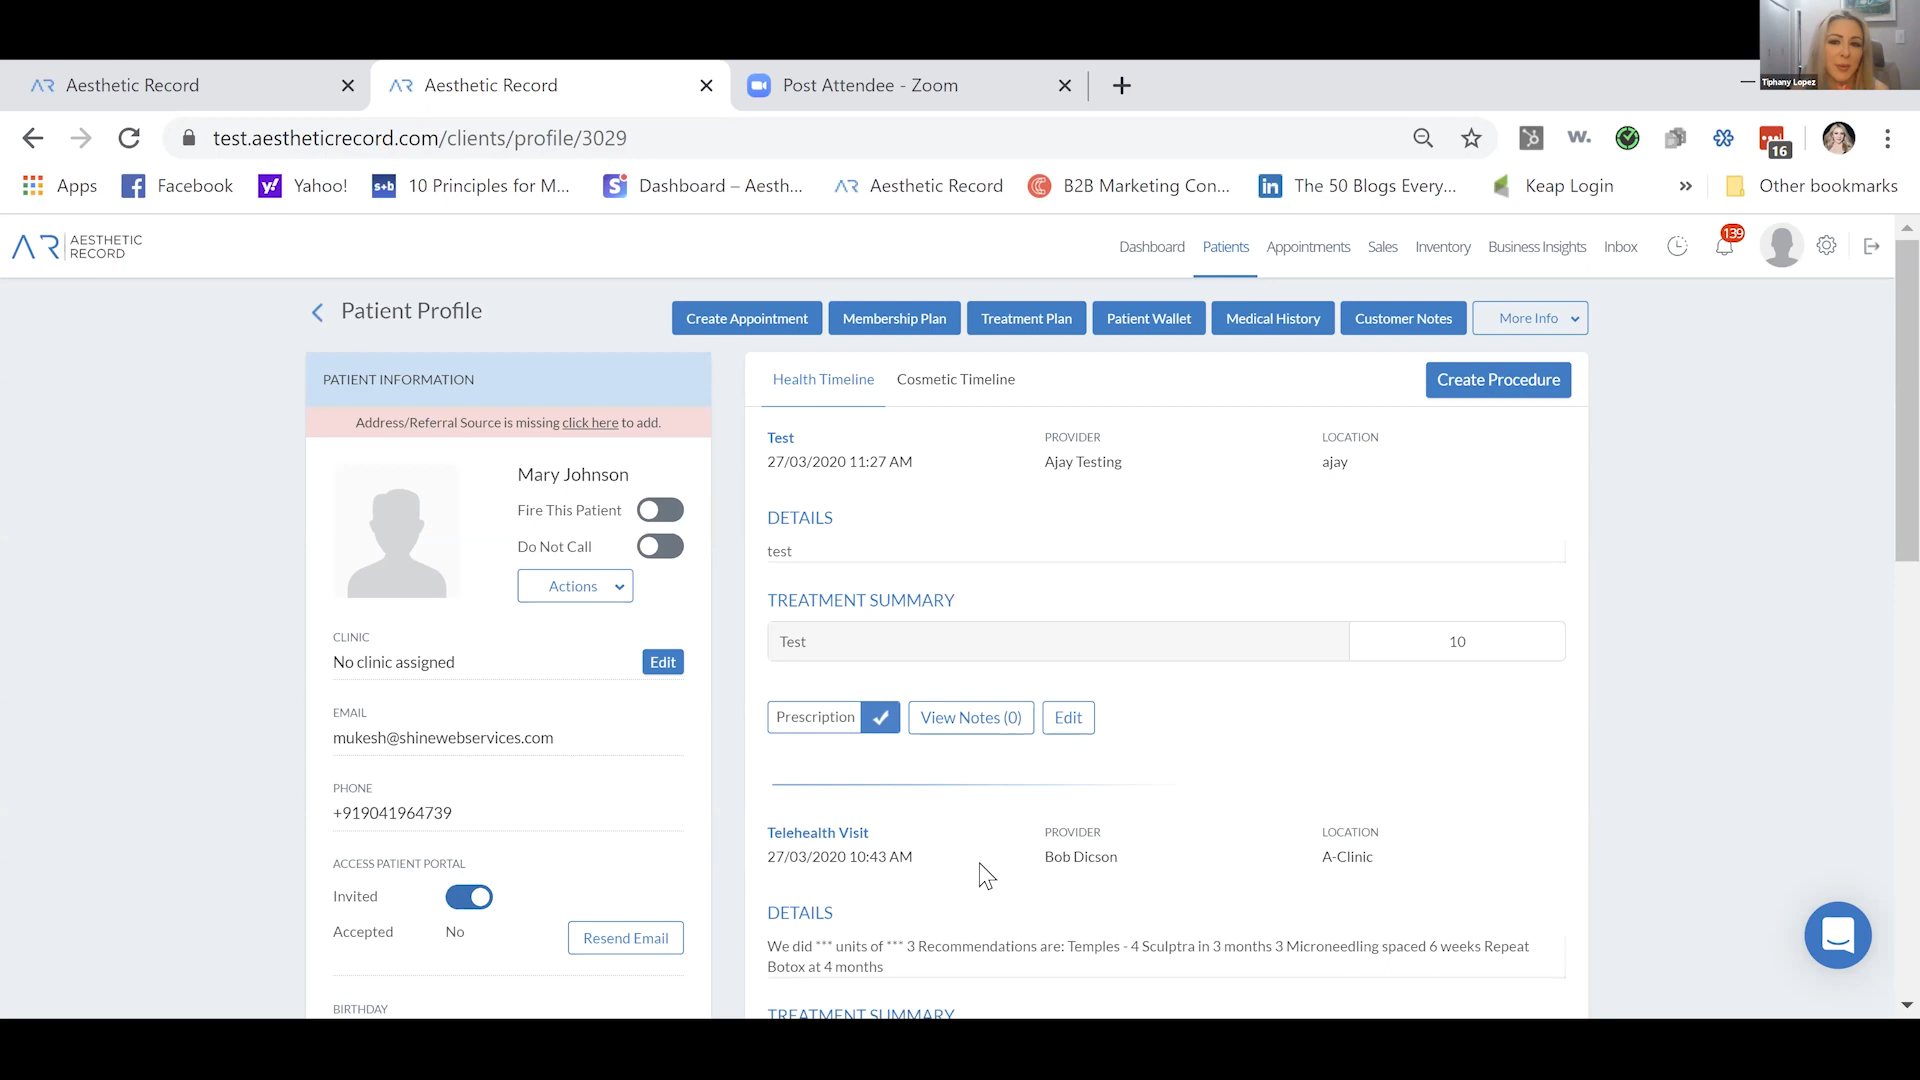 Tiphany Lopez
Aesthetic Record
Aesthetic Record
Post Attendee - Zoom
test.aestheticrecord.com/clients/profile/3029
16
Apps
Facebook
Yahoo!
s+b 10 Principles for M...
Dashboard – Aesth...
Aesthetic Record
B2B Marketing Con...
The 50 Blogs Every...
Keap Login
Other bookmarks
AR AESTHETIC
RECORD
Dashboard
Patients
Appointments
Sales
Inventory
Business Insights
Inbox
139
Patient Profile
Create Appointment
Membership Plan
Treatment Plan
Patient Wallet
Medical History
Customer Notes
More Info
PATIENT INFORMATION
Address/Referral Source is missing click here to add.
Mary Johnson
Fire This Patient
Do Not Call
Actions
CLINIC
No clinic assigned
Edit
EMAIL
mukesh@shinewebservices.com
PHONE
+919041964739
ACCESS PATIENT PORTAL
Invited
Accepted No
Resend Email
BIRTHDAY
Health Timeline
Cosmetic Timeline
Create Procedure
Test PROVIDER LOCATION
27/03/2020 11:27 AM Ajay Testing ajay
DETAILS
test
TREATMENT SUMMARY
Test 10
Prescription
View Notes (0)
Edit
Telehealth Visit PROVIDER LOCATION
27/03/2020 10:43 AM Bob Dicson A-Clinic
DETAILS
We did *** units of *** 3 Recommendations are: Temples - 4 Sculptra in 3 months 3 Microneedling spaced 6 weeks Repeat
Botox at 4 months
TREATMENT SUMMARY